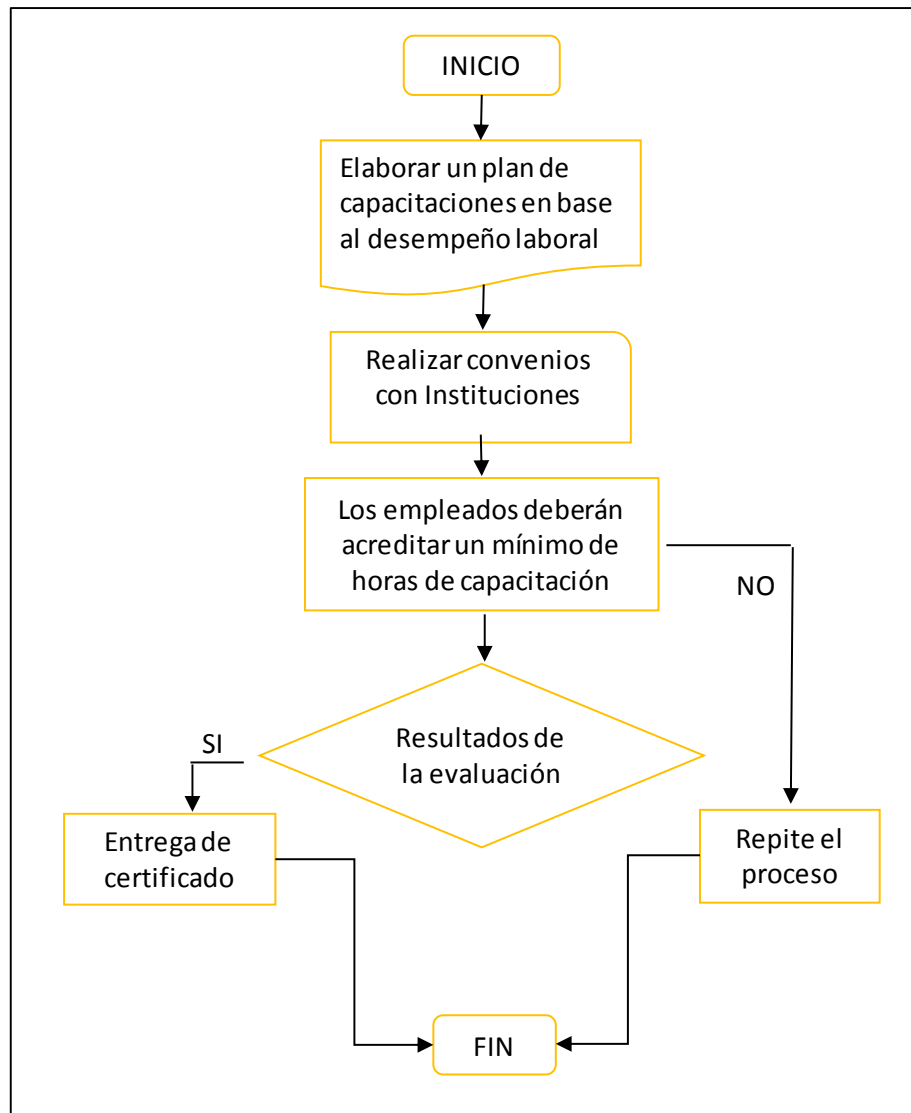 INICIO
Elaborar un plan de
capacitaciones en base
al desempeño laboral
Realizar convenios
con Instituciones
Los empleados deberán
acreditar un mínimo de
horas de capacitación
NO
Resultados de
la evaluación
SI
Entrega de
certificado
Repite el
proceso
FIN